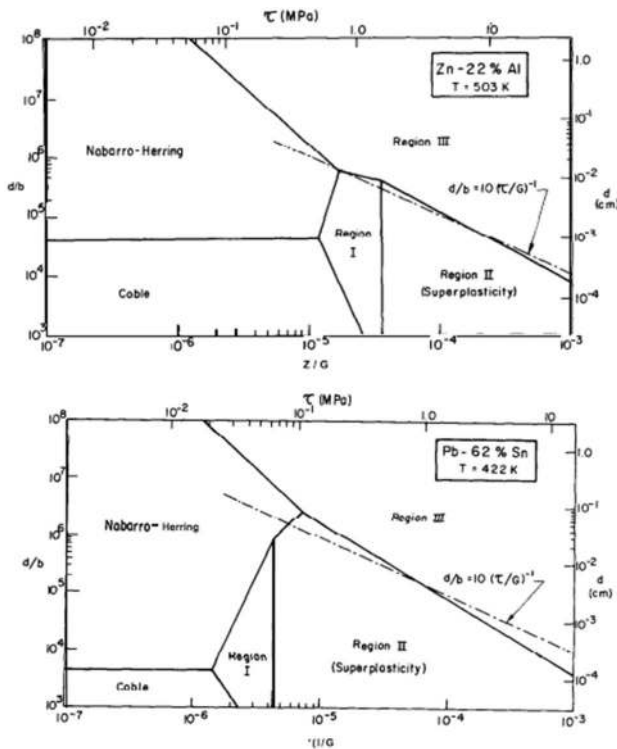 τ (MPa)
10⁻² 10⁻¹ 1.0 10
10⁸
10⁷
10⁶
d/b
10⁵
10⁴
10³
Zn-22% Al
T = 503 K
1.0
10⁻¹
10⁻²
d
(cm)
10⁻³
10⁻⁴
Nabarro-Herring
Region III
d/b = 10 (τ/G)⁻¹
Region
I
Region II
(Superplasticity)
Coble
10⁻⁷ 10⁻⁶ 10⁻⁵ 10⁻⁴ 10⁻³
Z/G
τ (MPa)
10⁻² 10⁻¹ 1.0 10
10⁸
10⁷
10⁶
d/b
10⁵
10⁴
10³
Pb-62% Sn
T = 422 K
1.0
10⁻¹
10⁻²
d
(cm)
10⁻³
10⁻⁴
Nabarro-Herring
Region III
d/b = 10 (τ/G)⁻¹
Region
I
Region II
(Superplasticity)
Coble
10⁻⁷ 10⁻⁶ 10⁻⁵ 10⁻⁴ 10⁻³